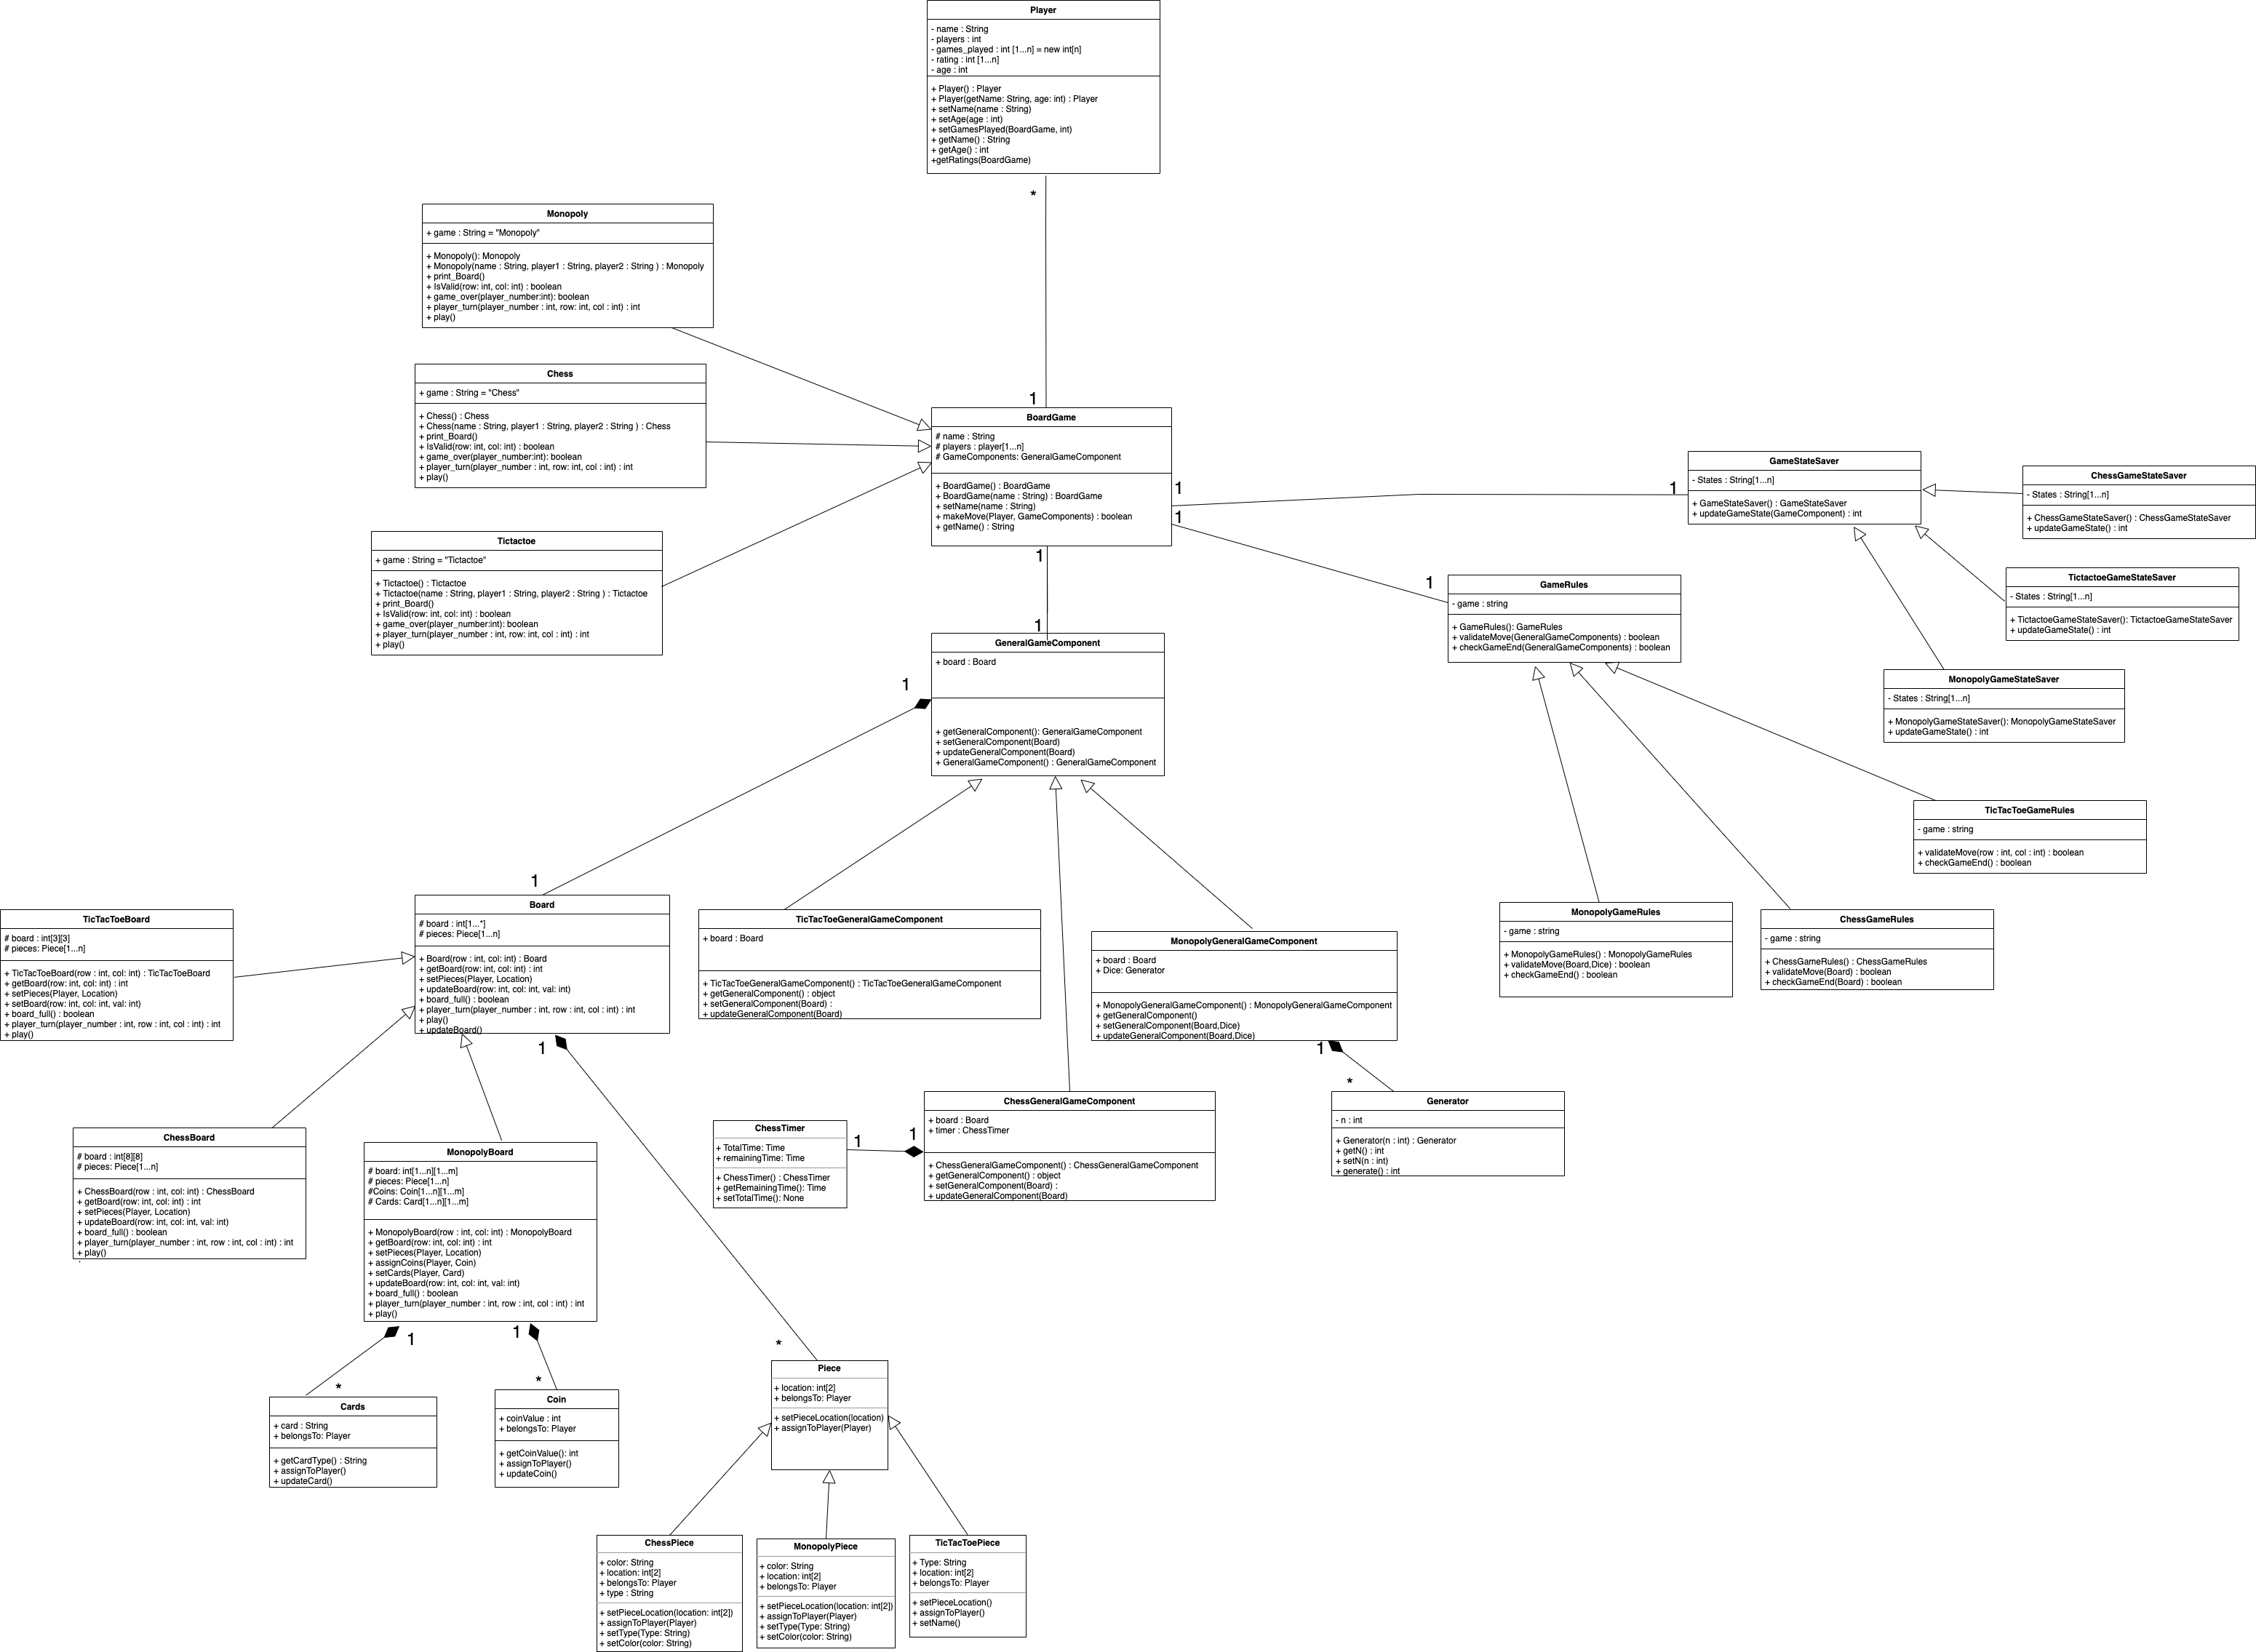 Player
- name : String
- players : int
- games_played : int [1...n] = new int[n]
- rating : int [1...n]
- age : int
+ Player() : Player
+ Player(getName: String, age: int) : Player
+ setName(name : String)
+ setAge(age : int)
+ setGamesPlayed(BoardGame, int)
+ getName() : String
+ getAge() : int
+getRatings(BoardGame)
*
1
Monopoly
+ game : String = "Monopoly"
+ Monopoly(): Monopoly
+ Monopoly(name : String, player1 : String, player2 : String ) : Monopoly
+ print_Board()
+ IsValid(row: int, col: int) : boolean
+ game_over(player_number:int): boolean
+ player_turn(player_number : int, row: int, col : int) : int
+ play()
Chess
+ game : String = "Chess"
+ Chess() : Chess
+ Chess(name : String, player1 : String, player2 : String ) : Chess
+ print_Board()
+ IsValid(row: int, col: int) : boolean
+ game_over(player_number:int): boolean
+ player_turn(player_number : int, row: int, col : int) : int
+ play()
Tictactoe
+ game : String = "Tictactoe"
+ Tictactoe() : Tictactoe
+ Tictactoe(name : String, player1 : String, player2 : String ) : Tictactoe
+ print_Board()
+ IsValid(row: int, col: int) : boolean
+ game_over(player_number:int): boolean
+ player_turn(player_number : int, row: int, col : int) : int
+ play()
BoardGame
# name : String
# players : player[1...n]
# GameComponents: GeneralGameComponent
+ BoardGame() : BoardGame
+ BoardGame(name : String) : BoardGame
+ setName(name : String)
+ makeMove(Player, GameComponents) : boolean
+ getName() : String
1
1
1
1
1
1
GameStateSaver
- States : String[1...n]
+ GameStateSaver() : GameStateSaver
+ updateGameState(GameComponent) : int
ChessGameStateSaver
- States : String[1...n]
+ ChessGameStateSaver() : ChessGameStateSaver
+ updateGameState() : int
TictactoeGameStateSaver
- States : String[1...n]
+ TictactoeGameStateSaver(): TictactoeGameStateSaver
+ updateGameState() : int
MonopolyGameStateSaver
- States : String[1...n]
+ MonopolyGameStateSaver(): MonopolyGameStateSaver
+ updateGameState() : int
GameRules
- game : string
+ GameRules(): GameRules
+ validateMove(GeneralGameComponents) : boolean
+ checkGameEnd(GeneralGameComponents) : boolean
TicTacToeGameRules
- game : string
+ validateMove(row : int, col : int) : boolean
+ checkGameEnd() : boolean
MonopolyGameRules
- game : string
+ MonopolyGameRules() : MonopolyGameRules
+ validateMove(Board,Dice) : boolean
+ checkGameEnd() : boolean
ChessGameRules
- game : string
+ ChessGameRules() : ChessGameRules
+ validateMove(Board) : boolean
+ checkGameEnd(Board) : boolean
GeneralGameComponent
+ board : Board
+ getGeneralComponent(): GeneralGameComponent
+ setGeneralComponent(Board)
+ updateGeneralComponent(Board)
+ GeneralGameComponent() : GeneralGameComponent
1
1
TicTacToeBoard
# board : int[3][3]
# pieces: Piece[1...n]
+ TicTacToeBoard(row : int, col: int) : TicTacToeBoard
+ getBoard(row: int, col: int) : int
+ setPieces(Player, Location)
+ setBoard(row: int, col: int, val: int)
+ board_full() : boolean
+ player_turn(player_number : int, row : int, col : int) : int
+ play()
Board
# board : int[1...*]
# pieces: Piece[1...n]
+ Board(row : int, col: int) : Board
+ getBoard(row: int, col: int) : int
+ setPieces(Player, Location)
+ updateBoard(row: int, col: int, val: int)
+ board_full() : boolean
+ player_turn(player_number : int, row : int, col : int) : int
+ play()
+ updateBoard()
1
*
TicTacToeGeneralGameComponent
+ board : Board
+ TicTacToeGeneralGameComponent() : TicTacToeGeneralGameComponent
+ getGeneralComponent() : object
+ setGeneralComponent(Board) :
+ updateGeneralComponent(Board)
MonopolyGeneralGameComponent
+ board : Board
+ Dice: Generator
+ MonopolyGeneralGameComponent() : MonopolyGeneralGameComponent
+ getGeneralComponent()
+ setGeneralComponent(Board,Dice)
+ updateGeneralComponent(Board,Dice)
1
*
Generator
- n : int
+ Generator(n : int) : Generator
+ getN() : int
+ setN(n : int)
+ generate() : int
ChessGeneralGameComponent
+ board : Board
+ timer : ChessTimer
+ ChessGeneralGameComponent() : ChessGeneralGameComponent
+ getGeneralComponent() : object
+ setGeneralComponent(Board) :
+ updateGeneralComponent(Board)
1
1
ChessTimer
+ TotalTime: Time
+ remainingTime: Time
+ ChessTimer() : ChessTimer
+ getRemainingTime(): Time
+ setTotalTime(): None
ChessBoard
# board : int[8][8]
# pieces: Piece[1...n]
+ ChessBoard(row : int, col: int) : ChessBoard
+ getBoard(row: int, col: int) : int
+ setPieces(Player, Location)
+ updateBoard(row: int, col: int, val: int)
+ board_full() : boolean
+ player_turn(player_number : int, row : int, col : int) : int
+ play()
MonopolyBoard
# board: int[1...n][1...m]
# pieces: Piece[1...n]
#Coins: Coin[1...n][1...m]
# Cards: Card[1...n][1...m]
+ MonopolyBoard(row : int, col: int) : MonopolyBoard
+ getBoard(row: int, col: int) : int
+ setPieces(Player, Location)
+ assignCoins(Player, Coin)
+ setCards(Player, Card)
+ updateBoard(row: int, col: int, val: int)
+ board_full() : boolean
+ player_turn(player_number : int, row : int, col : int) : int
+ play()
1
1
*
*
Cards
+ card : String
+ belongsTo: Player
+ getCardType() : String
+ assignToPlayer()
+ updateCard()
Coin
+ coinValue : int
+ belongsTo: Player
+ getCoinValue(): int
+ assignToPlayer()
+ updateCoin()
Piece
+ location: int[2]
+ belongsTo: Player
+ setPieceLocation(location)
+ assignToPlayer(Player)
ChessPiece
+ color: String
+ location: int[2]
+ belongsTo: Player
+ type : String
+ setPieceLocation(location: int[2])
+ assignToPlayer(Player)
+ setType(Type: String)
+ setColor(color: String)
MonopolyPiece
+ color: String
+ location: int[2]
+ belongsTo: Player
+ setPieceLocation(location: int[2])
+ assignToPlayer(Player)
+ setType(Type: String)
+ setColor(color: String)
TicTacToePiece
+ Type: String
+ location: int[2]
+ belongsTo: Player
+ setPieceLocation()
+ assignToPlayer()
+ setName()